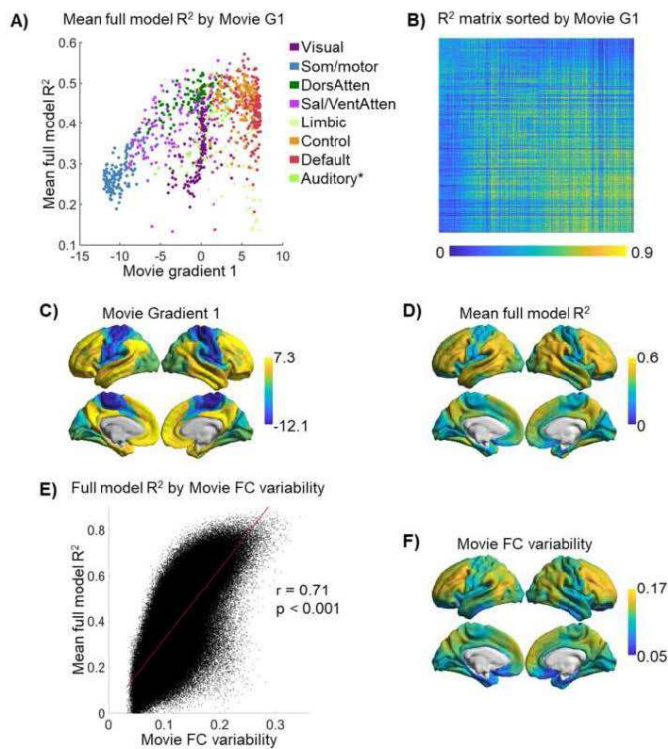 A) Mean full model R² by Movie G1
Mean full model R²
0.6
0.5
0.4
0.3
0.2
0.1
-15
-10
-5
0
5
10
Movie gradient 1
Visual
Som/motor
DorsAtten
Sal/VentAtten
Limbic
Control
Default
Auditory*
B) R² matrix sorted by Movie G1
0
0.9
C) Movie Gradient 1
7.3
-12.1
D) Mean full model R²
0.6
0
E) Full model R² by Movie FC variability
Mean full model R²
0.8
0.6
0.4
0.2
0
0
0.1
0.2
0.3
Movie FC variability
r = 0.71
p < 0.001
F) Movie FC variability
0.17
0.05